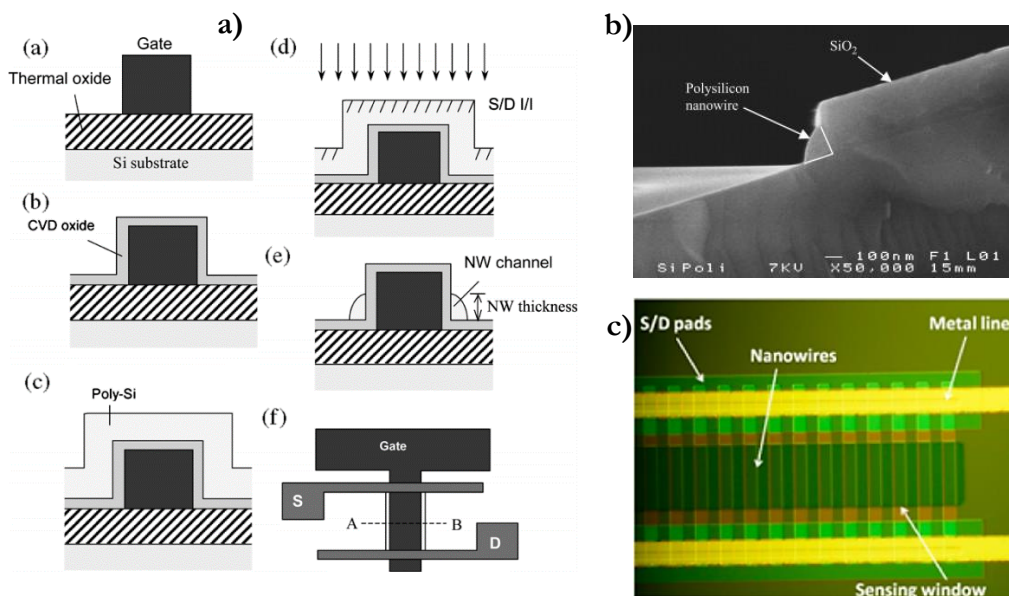 a)
(a)
Gate
Thermal oxide
Si substrate
(b)
CVD oxide
(c)
Poly-Si
(d)
S/D I/I
(e)
NW channel
NW thickness
(f)
Gate
S
A
B
D
b)
SiO2
Polysilicon
nanowire
100nm F1 L01
SiPoli 7KV X50,000 15mm
c)
S/D pads
Metal line
Nanowires
Sensing window